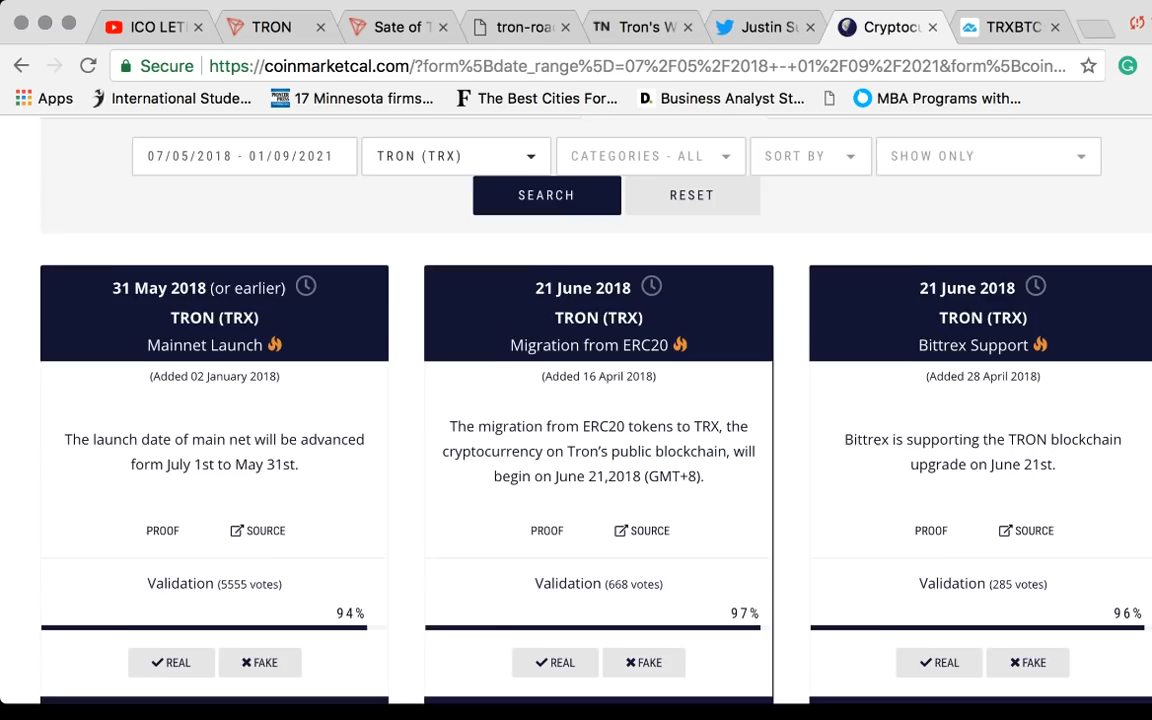 ICO LET
TRON
Sate of T
tron-roa
TN Tron's W
Justin Su
Cryptocu
TRXBTC
Secure https://coinmarketcal.com/?form%5Bdate_range%5D=07%2F05%2F2018+-+01%2F09%2F2021&form%5Bcoin...
Apps
International Stude...
17 Minnesota firms...
F The Best Cities For...
D. Business Analyst St...
MBA Programs with...
07/05/2018 - 01/09/2021
TRON (TRX)
CATEGORIES - ALL
SORT BY
SHOW ONLY
SEARCH
RESET
31 May 2018 (or earlier)
TRON (TRX)
Mainnet Launch
(Added 02 January 2018)
The launch date of main net will be advanced
form July 1st to May 31st.
PROOF
SOURCE
Validation (5555 votes)
94%
REAL
FAKE
21 June 2018
TRON (TRX)
Migration from ERC20
(Added 16 April 2018)
The migration from ERC20 tokens to TRX, the
cryptocurrency on Tron’s public blockchain, will
begin on June 21,2018 (GMT+8).
PROOF
SOURCE
Validation (668 votes)
97%
REAL
FAKE
21 June 2018
TRON (TRX)
Bittrex Support
(Added 28 April 2018)
Bittrex is supporting the TRON blockchain
upgrade on June 21st.
PROOF
SOURCE
Validation (285 votes)
96%
REAL
FAKE